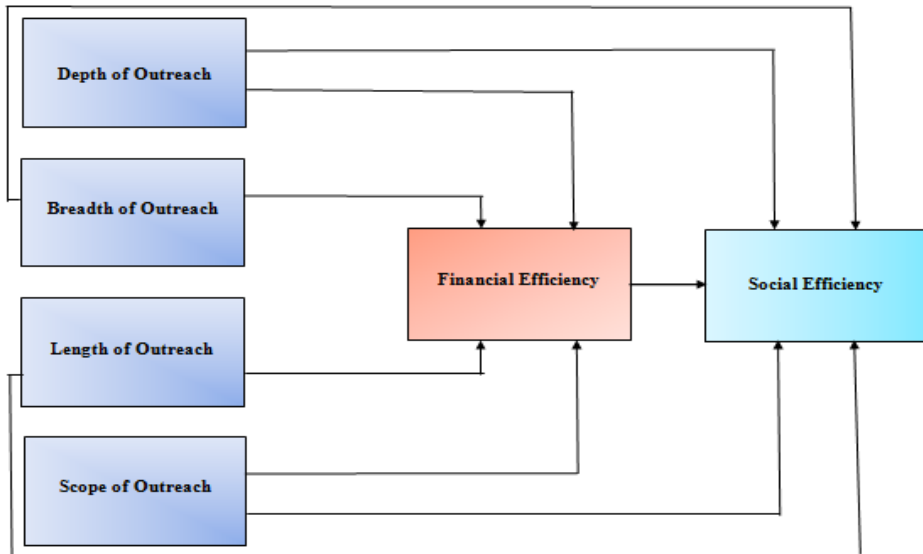 Depth of Outreach
Breadth of Outreach
Financial Efficiency
Social Efficiency
Length of Outreach
Scope of Outreach